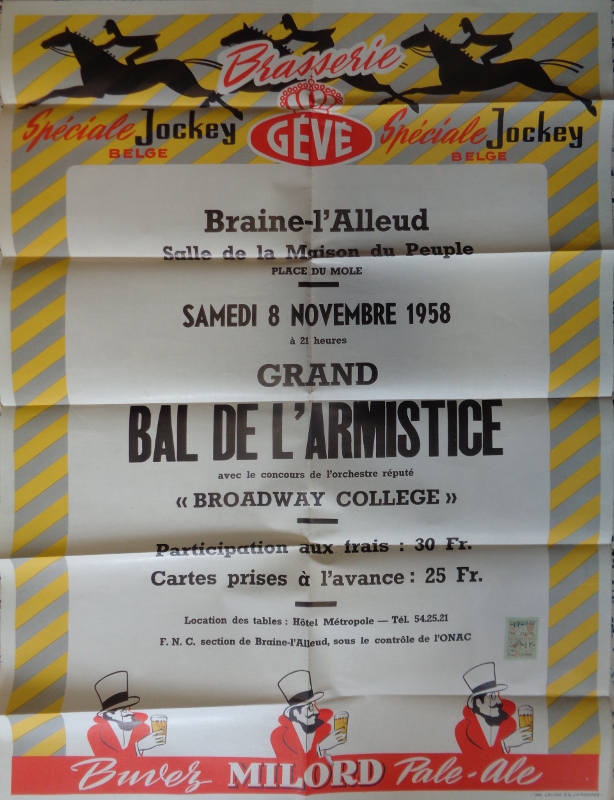 Brasserie
GÉVÉ
Spéciale Jockey
BELGE
Spéciale Jockey
BELGE
Braine-l'Alleud
Salle de la Maison du Peuple
PLACE DU MOLE
SAMEDI 8 NOVEMBRE 1958
à 21 heures
GRAND
BAL DE L'ARMISTICE
avec le concours de l'orchestre réputé
« BROADWAY COLLEGE »
Participation aux frais : 30 Fr.
Cartes prises à l'avance : 25 Fr.
Location des tables : Hôtel Métropole — Tél. 54.25.21
F. N. C. section de Braine-l'Alleud, sous le contrôle de l'ONAC
Buvez MILORD Pale-Ale